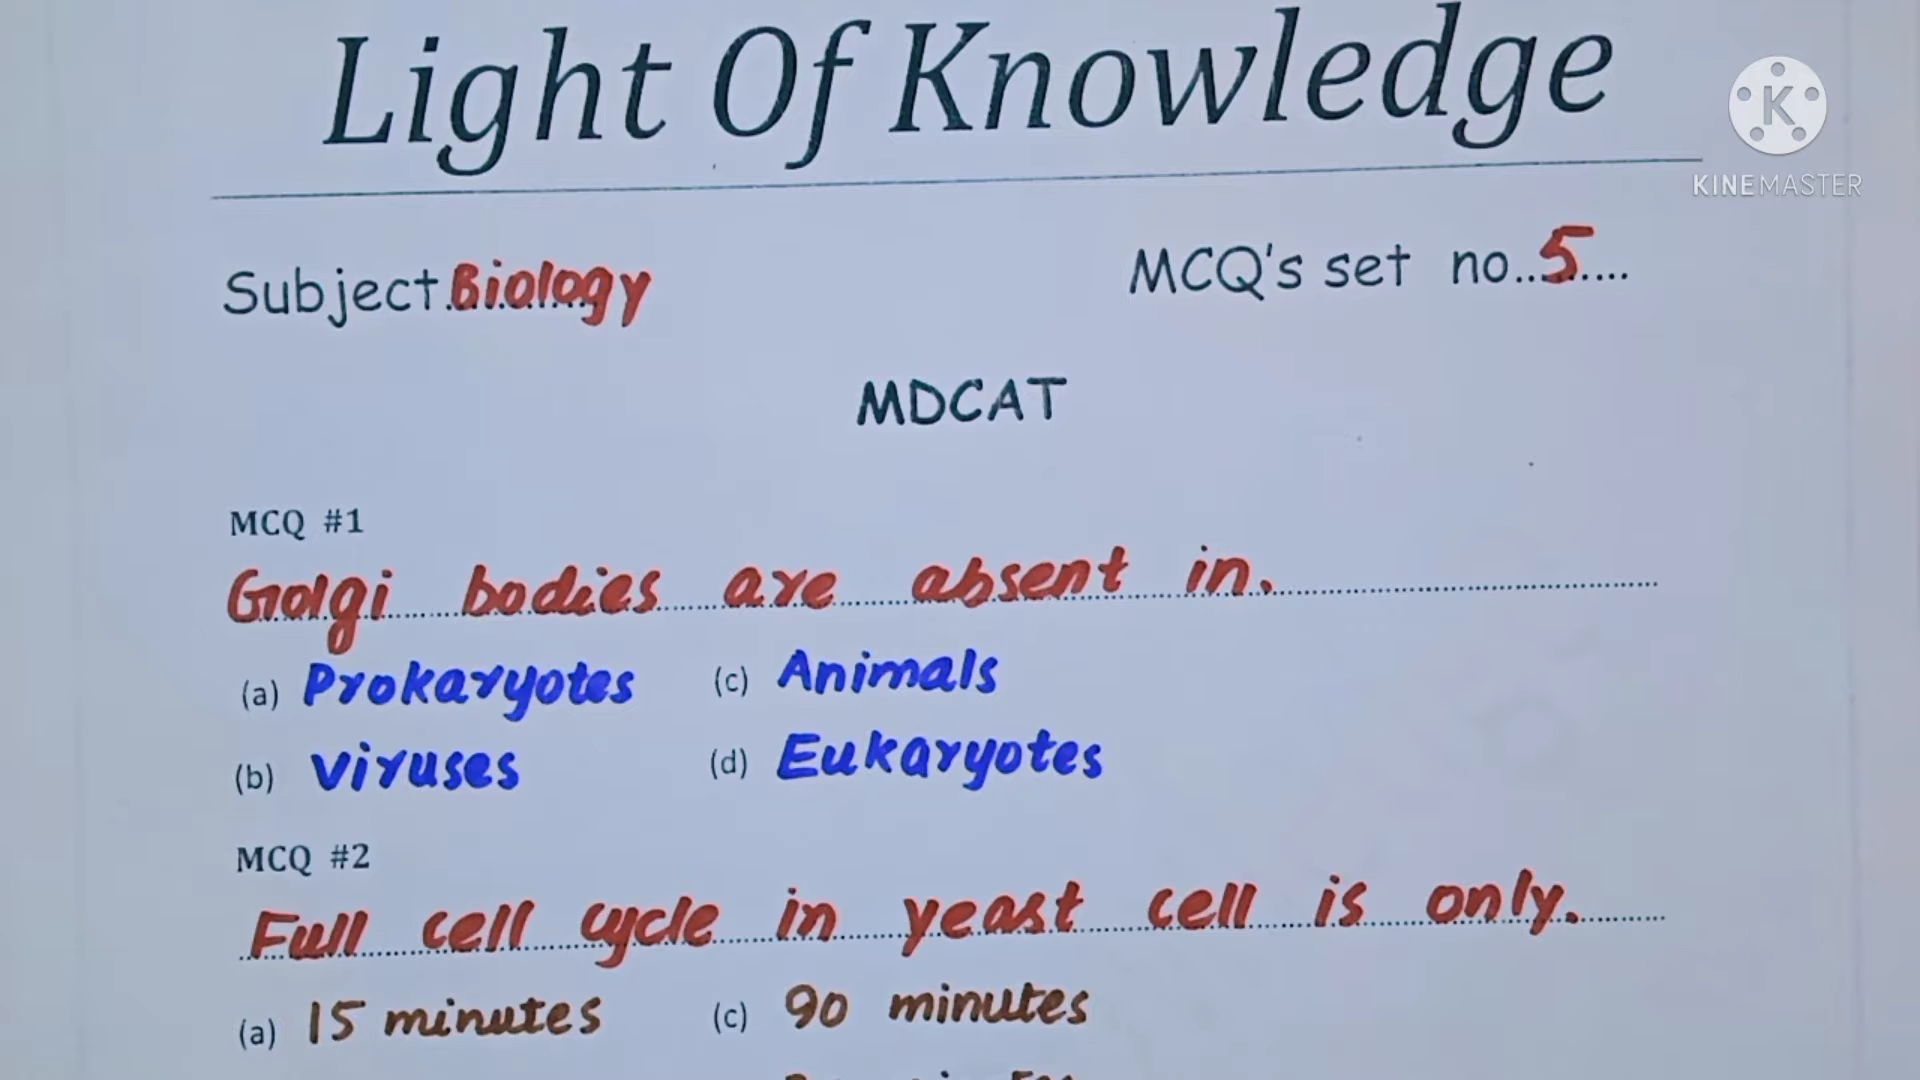 Light Of Knowledge
KINEMASTER
Subject..Biology
MCQ's set no..5....
MDCAT
MCQ #1
Golgi bodies are absent in.
(a) Prokaryotes (c) Animals
(b) Viruses (d) Eukaryotes
MCQ #2
Full cell cycle in yeast cell is only.
(a) 15 minutes (c) 90 minutes